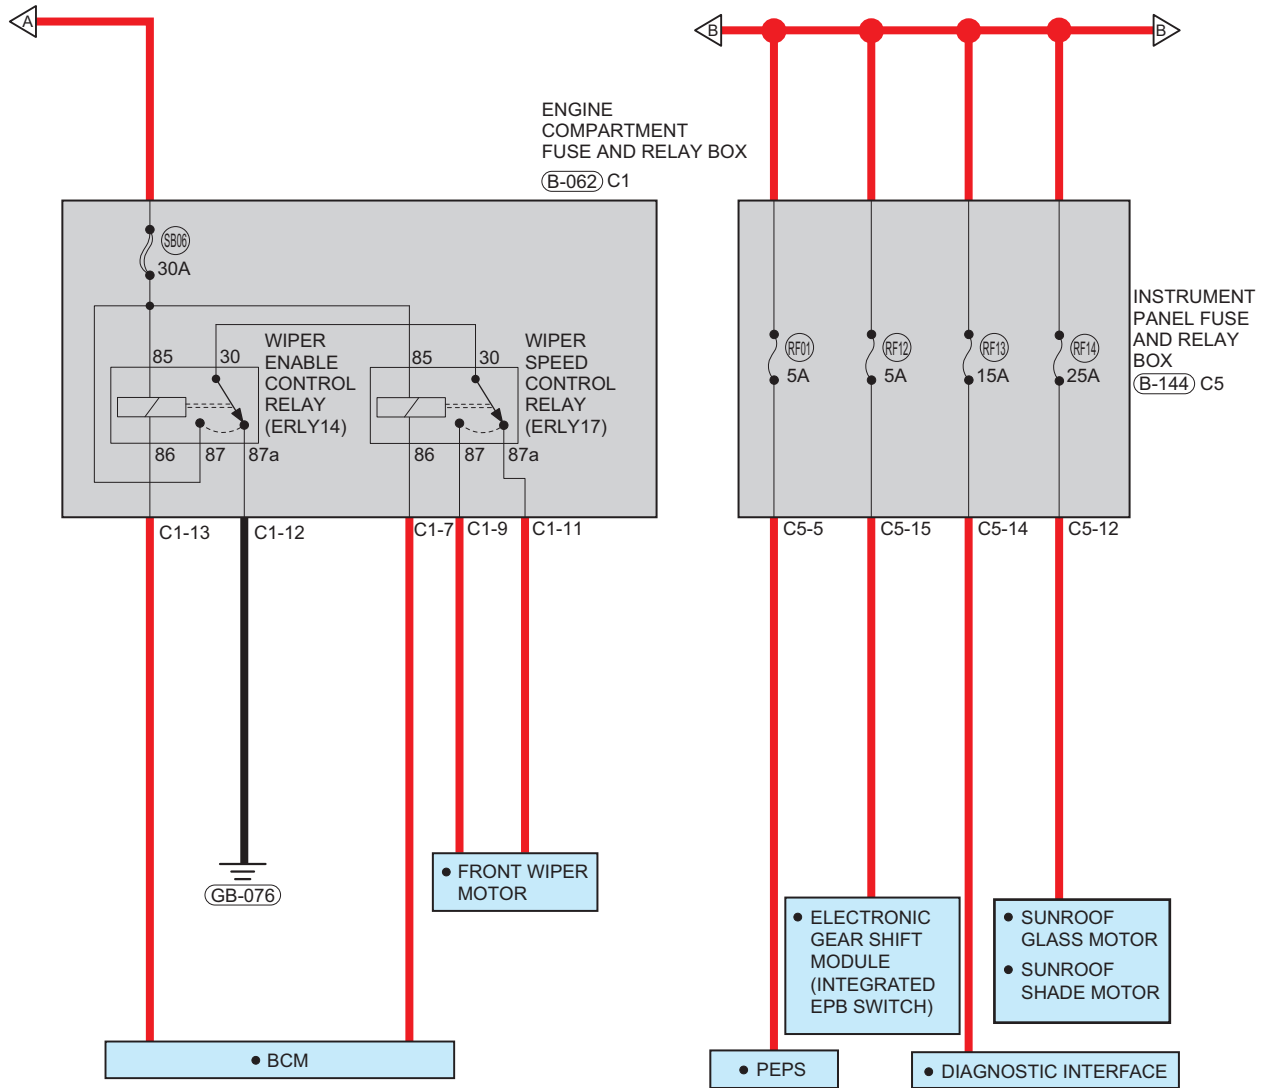 A
B
B
ENGINE
COMPARTMENT
FUSE AND RELAY BOX
B-062 C1
SB06
30A
85
30
WIPER
ENABLE
CONTROL
RELAY
(ERLY14)
86
87
87a
85
30
WIPER
SPEED
CONTROL
RELAY
(ERLY17)
86
87
87a
C1-13
C1-12
C1-7
C1-9
C1-11
RF01
5A
RF12
5A
RF13
15A
RF14
25A
INSTRUMENT
PANEL FUSE
AND RELAY
BOX
B-144 C5
C5-5
C5-15
C5-14
C5-12
GB-076
• FRONT WIPER
MOTOR
• ELECTRONIC
GEAR SHIFT
MODULE
(INTEGRATED
EPB SWITCH)
• SUNROOF
GLASS MOTOR
• SUNROOF
SHADE MOTOR
• BCM
• PEPS
• DIAGNOSTIC INTERFACE